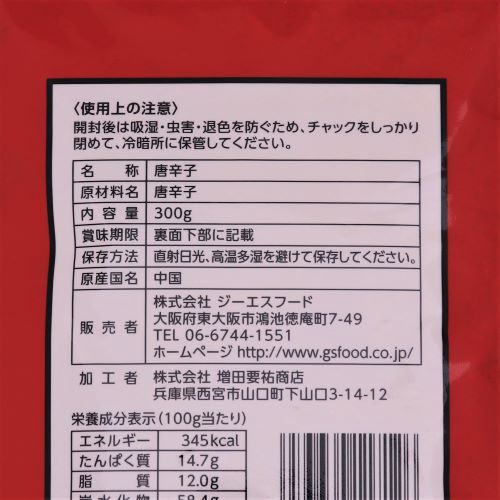 〈使用上の注意〉
開封後は吸湿・虫害・退色を防ぐため、チャックをしっかり
閉めて、冷暗所に保管してください。
名称 唐辛子
原材料名 唐辛子
内容量 300g
賞味期限 裏面下部に記載
保存方法 直射日光、高温多湿を避けて保存してください。
原産国名 中国
販売者 株式会社 ジーエスフード
大阪府東大阪市鴻池徳庵町7-49
TEL 06-6744-1551
ホームページ http://www.gsfood.co.jp/
加工者 株式会社 増田要祐商店
兵庫県西宮市山口町下山口3-14-12
栄養成分表示(100g当たり)
エネルギー 345kcal
たんぱく質 14.7g
脂質 12.0g
炭水化物 58.4g